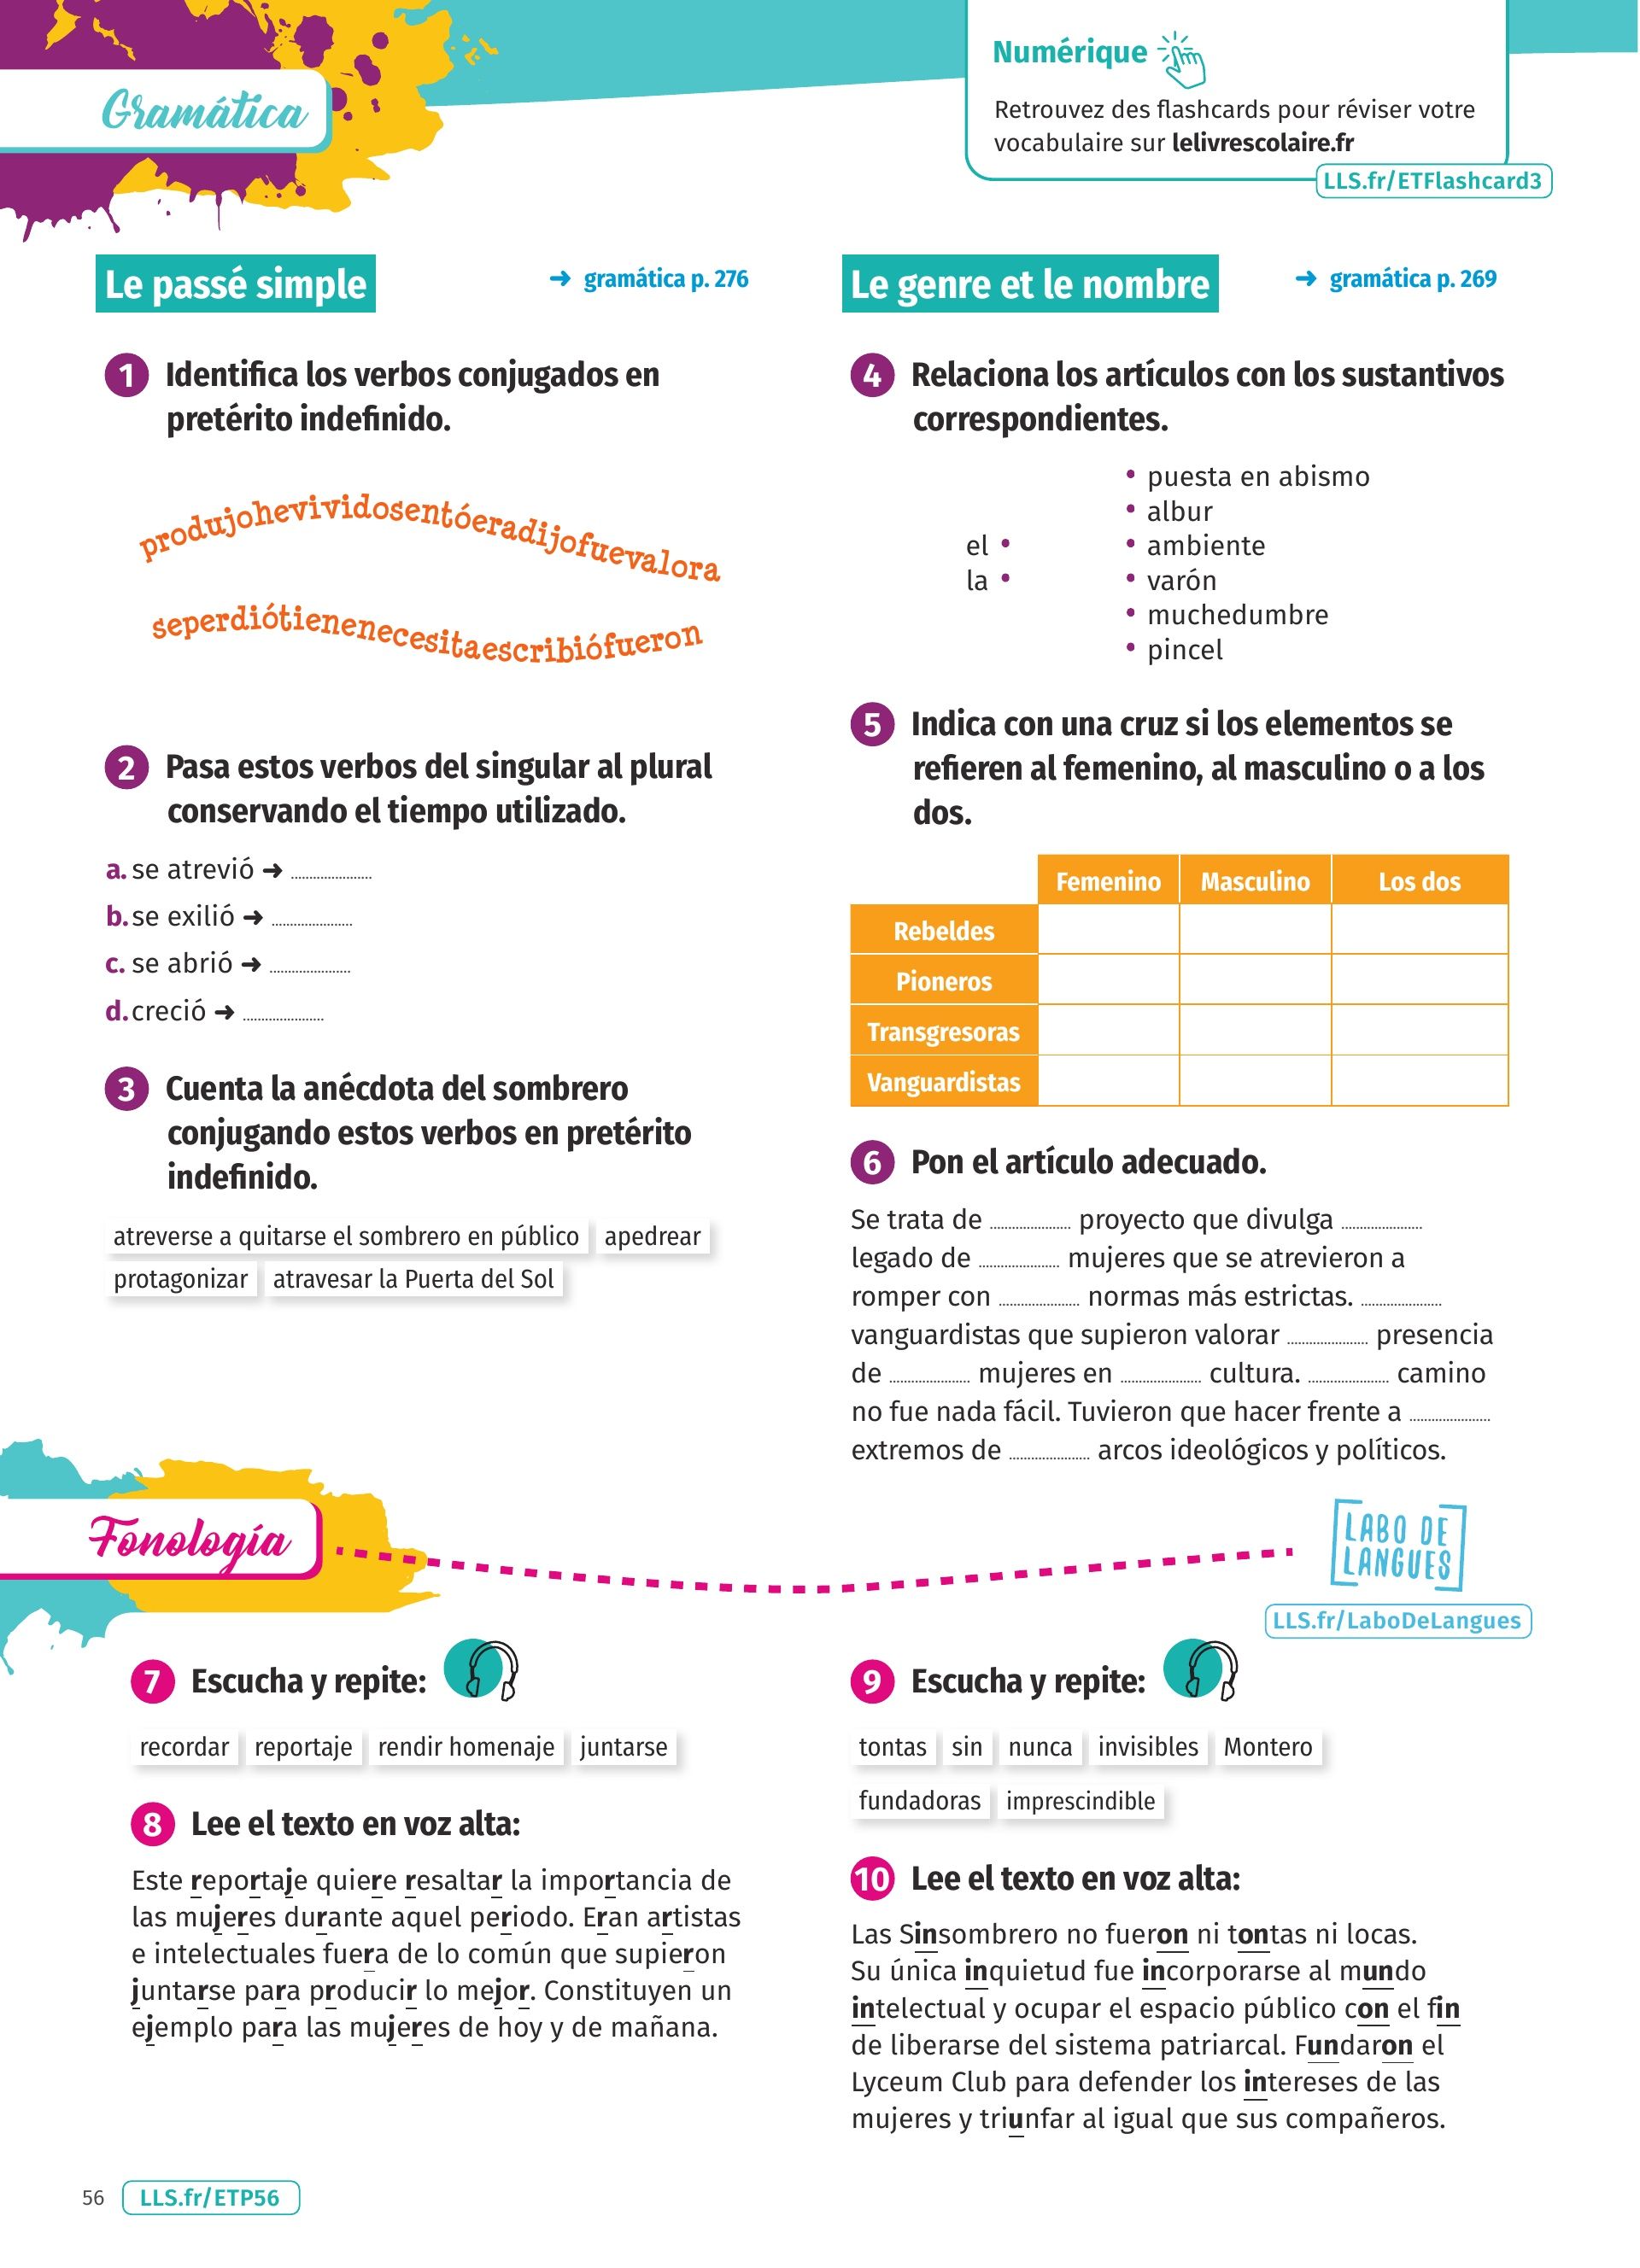 Gramática
Numérique
Retrouvez des flashcards pour réviser votre
vocabulaire sur lelivrescolaire.fr
LLS.fr/ETFlashcard3
Le passé simple
➜ gramática p. 276
1 Identifica los verbos conjugados en
pretérito indefinido.
produjohevividosentóeradijofuevalora
seperdiótienenecesitaescribiófueron
2 Pasa estos verbos del singular al plural
conservando el tiempo utilizado.
a. se atrevió ➜ .....................
b. se exilió ➜ .....................
c. se abrió ➜ .....................
d. creció ➜ .....................
3 Cuenta la anécdota del sombrero
conjugando estos verbos en pretérito
indefinido.
atreverse a quitarse el sombrero en público apedrear
protagonizar atravesar la Puerta del Sol
Le genre et le nombre
➜ gramática p. 269
4 Relaciona los artículos con los sustantivos
correspondientes.
el •
la •
• puesta en abismo
• albur
• ambiente
• varón
• muchedumbre
• pincel
5 Indica con una cruz si los elementos se
refieren al femenino, al masculino o a los
dos.
Femenino Masculino Los dos
Rebeldes
Pioneros
Transgresoras
Vanguardistas
6 Pon el artículo adecuado.
Se trata de ..................... proyecto que divulga .....................
legado de ..................... mujeres que se atrevieron a
romper con ..................... normas más estrictas. .....................
vanguardistas que supieron valorar ..................... presencia
de ..................... mujeres en ..................... cultura. ..................... camino
no fue nada fácil. Tuvieron que hacer frente a .....................
extremos de ..................... arcos ideológicos y políticos.
Fonología
LABO DE
LANGUES
LLS.fr/LaboDeLangues
7 Escucha y repite:
recordar reportaje rendir homenaje juntarse
8 Lee el texto en voz alta:
Este reportaje quiere resaltar la importancia de
las mujeres durante aquel periodo. Eran artistas
e intelectuales fuera de lo común que supieron
juntarse para producir lo mejor. Constituyen un
ejemplo para las mujeres de hoy y de mañana.
9 Escucha y repite:
tontas sin nunca invisibles Montero
fundadoras imprescindible
10 Lee el texto en voz alta:
Las Sinsombrero no fueron ni tontas ni locas.
Su única inquietud fue incorporarse al mundo
intelectual y ocupar el espacio público con el fin
de liberarse del sistema patriarcal. Fundaron el
Lyceum Club para defender los intereses de las
mujeres y triunfar al igual que sus compañeros.
56 LLS.fr/ETP56